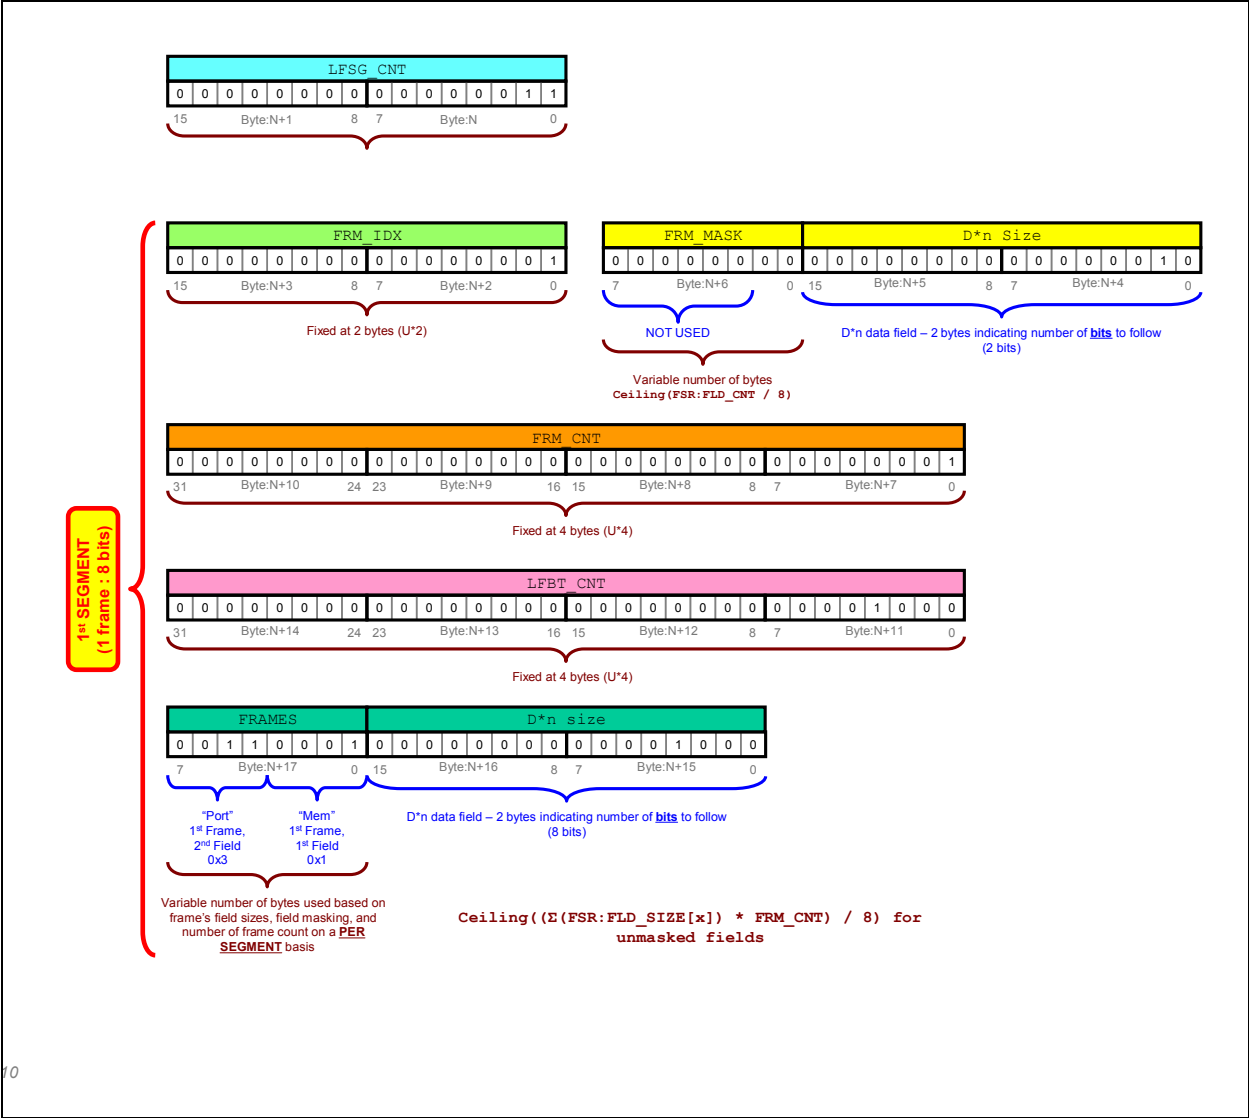 LFSG_CNT
0 0 0 0 0 0 0 0 0 0 0 0 0 0 1 1
15 Byte:N+1 8 7 Byte:N 0
FRM_IDX
0 0 0 0 0 0 0 0 0 0 0 0 0 0 0 1
15 Byte:N+3 8 7 Byte:N+2 0
Fixed at 2 bytes (U*2)
FRM_MASK D*n Size
0 0 0 0 0 0 0 0 0 0 0 0 0 0 0 0 0 0 0 0 0 0 1 0
7 Byte:N+6 0 15 Byte:N+5 8 7 Byte:N+4 0
NOT USED
D*n data field – 2 bytes indicating number of bits to follow
(2 bits)
Variable number of bytes
Ceiling(FSR:FLD_CNT / 8)
FRM_CNT
0 0 0 0 0 0 0 0 0 0 0 0 0 0 0 0 0 0 0 0 0 0 0 0 0 0 0 0 0 0 0 1
31 Byte:N+10 24 23 Byte:N+9 16 15 Byte:N+8 8 7 Byte:N+7 0
Fixed at 4 bytes (U*4)
1st SEGMENT
(1 frame : 8 bits)
LFBT_CNT
0 0 0 0 0 0 0 0 0 0 0 0 0 0 0 0 0 0 0 0 0 0 0 0 0 0 0 0 1 0 0 0
31 Byte:N+14 24 23 Byte:N+13 16 15 Byte:N+12 8 7 Byte:N+11 0
Fixed at 4 bytes (U*4)
FRAMES D*n size
0 0 1 1 0 0 0 1 0 0 0 0 0 0 0 0 0 0 0 0 1 0 0 0
7 Byte:N+17 0 15 Byte:N+16 8 7 Byte:N+15 0
“Port”
1st Frame,
2nd Field
0x3
“Mem”
1st Frame,
1st Field
0x1
D*n data field – 2 bytes indicating number of bits to follow
(8 bits)
Variable number of bytes used based on
frame's field sizes, field masking, and
number of frame count on a PER
SEGMENT basis
Ceiling((Σ(FSR:FLD_SIZE[x]) * FRM_CNT) / 8) for
unmasked fields
10